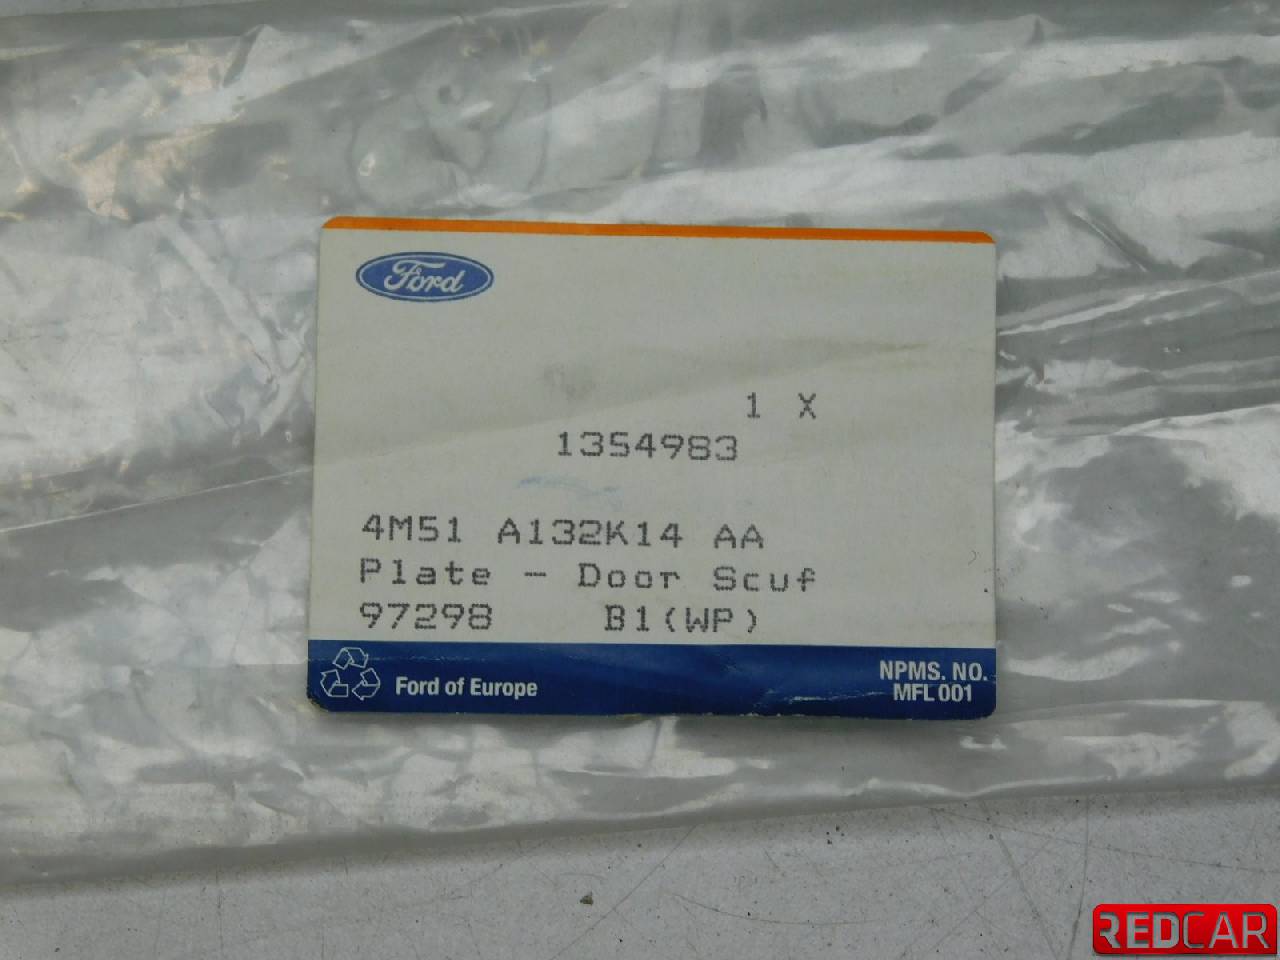 Ford
1 X
1354983
4M51 A132K14 AA
Plate - Door Scuf
97298 B1(WP)
Ford of Europe
NPMS. NO.
MFL 001
REDCAR